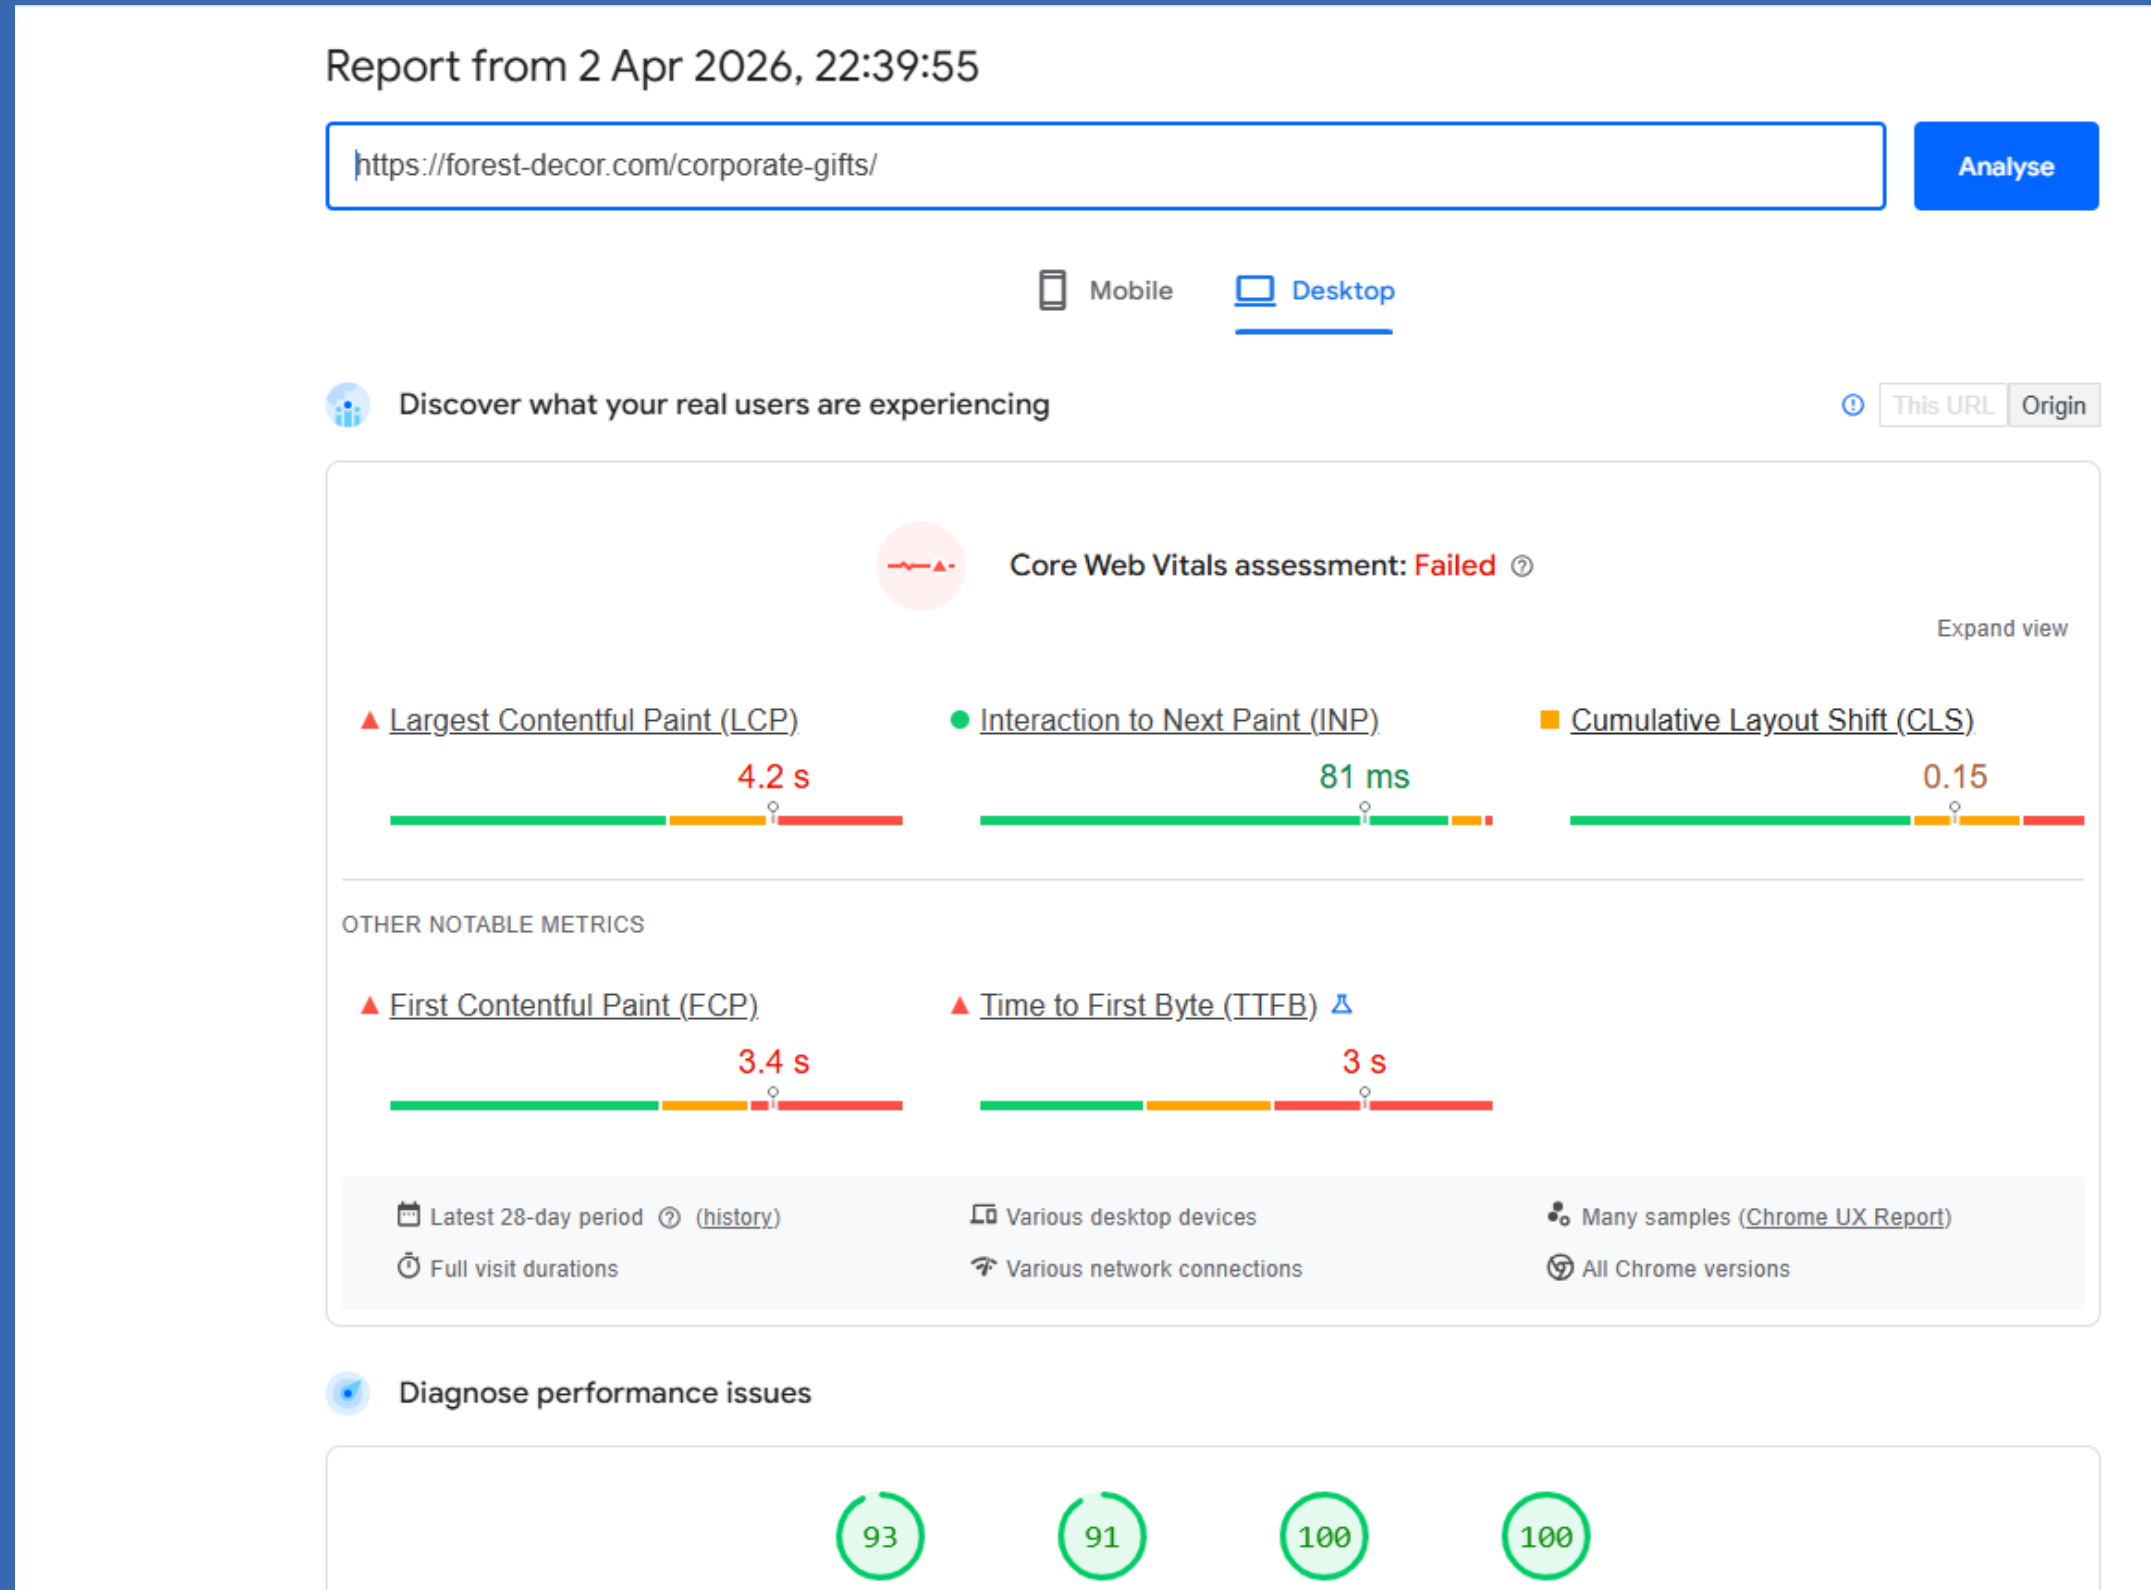 Report from 2 Apr 2026, 22:39:55
https://forest-decor.com/corporate-gifts/
Analyse
Mobile
Desktop
Discover what your real users are experiencing
This URL
Origin
Core Web Vitals assessment: Failed
Expand view
Largest Contentful Paint (LCP)
4.2 s
Interaction to Next Paint (INP)
81 ms
Cumulative Layout Shift (CLS)
0.15
OTHER NOTABLE METRICS
First Contentful Paint (FCP)
3.4 s
Time to First Byte (TTFB)
3 s
Latest 28-day period (history)
Various desktop devices
Many samples (Chrome UX Report)
Full visit durations
Various network connections
All Chrome versions
Diagnose performance issues
93
91
100
100